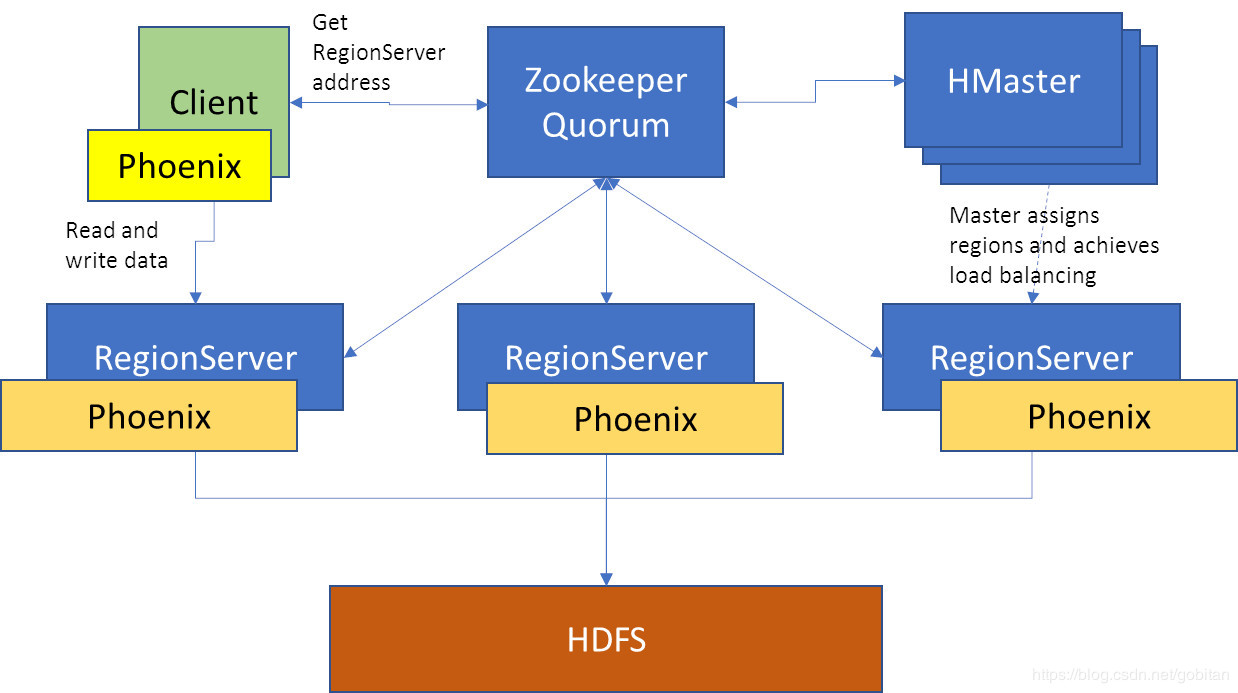 Get
RegionServer
address
Client
Phoenix
Zookeeper
Quorum
HMaster
Read and
write data
Master assigns
regions and achieves
load balancing
RegionServer
Phoenix
RegionServer
Phoenix
RegionServer
Phoenix
HDFS
https://blog.csdn.net/gobitan